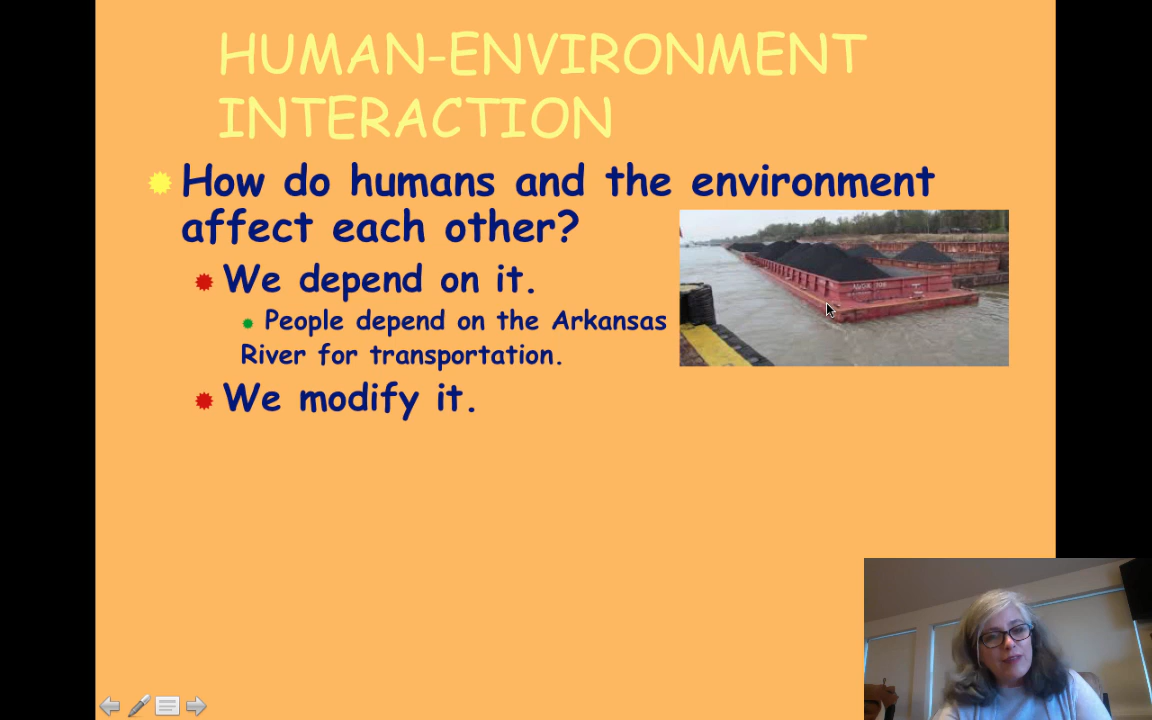 HUMAN-ENVIRONMENT
INTERACTION
How do humans and the environment
affect each other?
We depend on it.
People depend on the Arkansas
River for transportation.
We modify it.